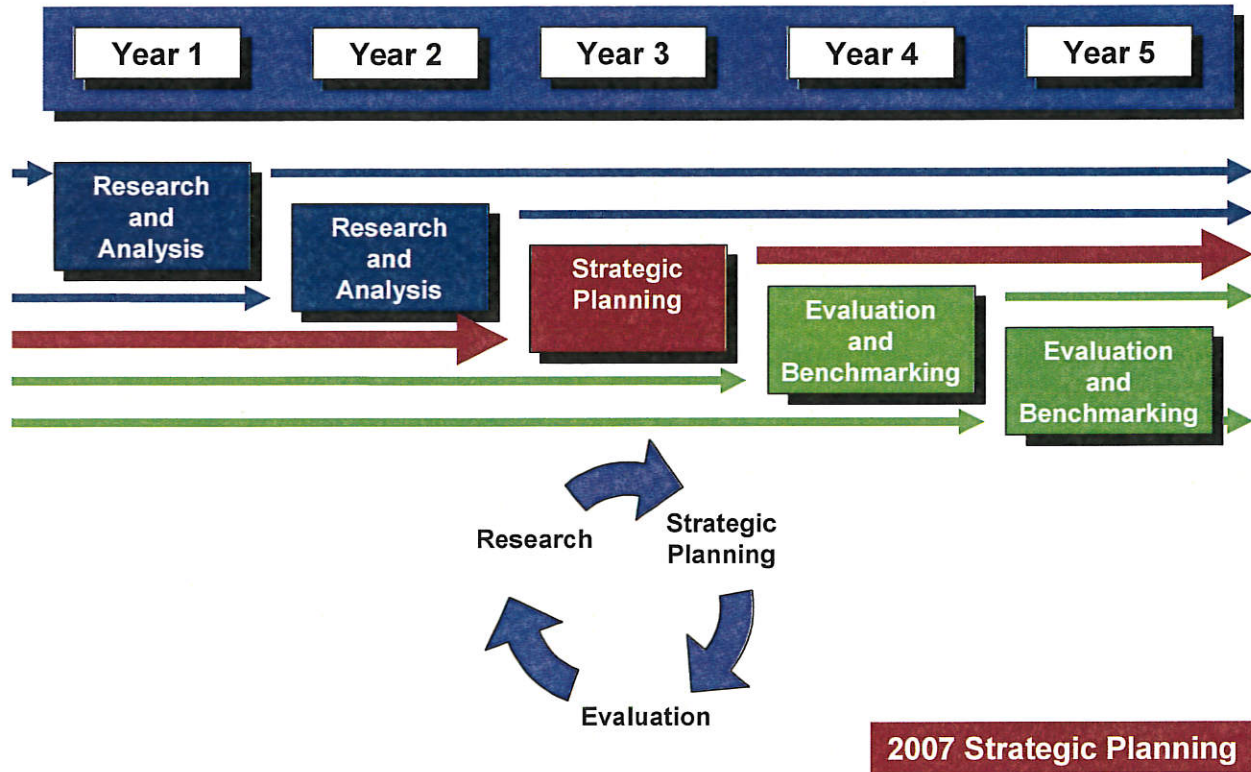 Year 1
Year 2
Year 3
Year 4
Year 5
Research
and
Analysis
Research
and
Analysis
Strategic
Planning
Evaluation
and
Benchmarking
Evaluation
and
Benchmarking
Research
Strategic
Planning
Evaluation
2007 Strategic Planning